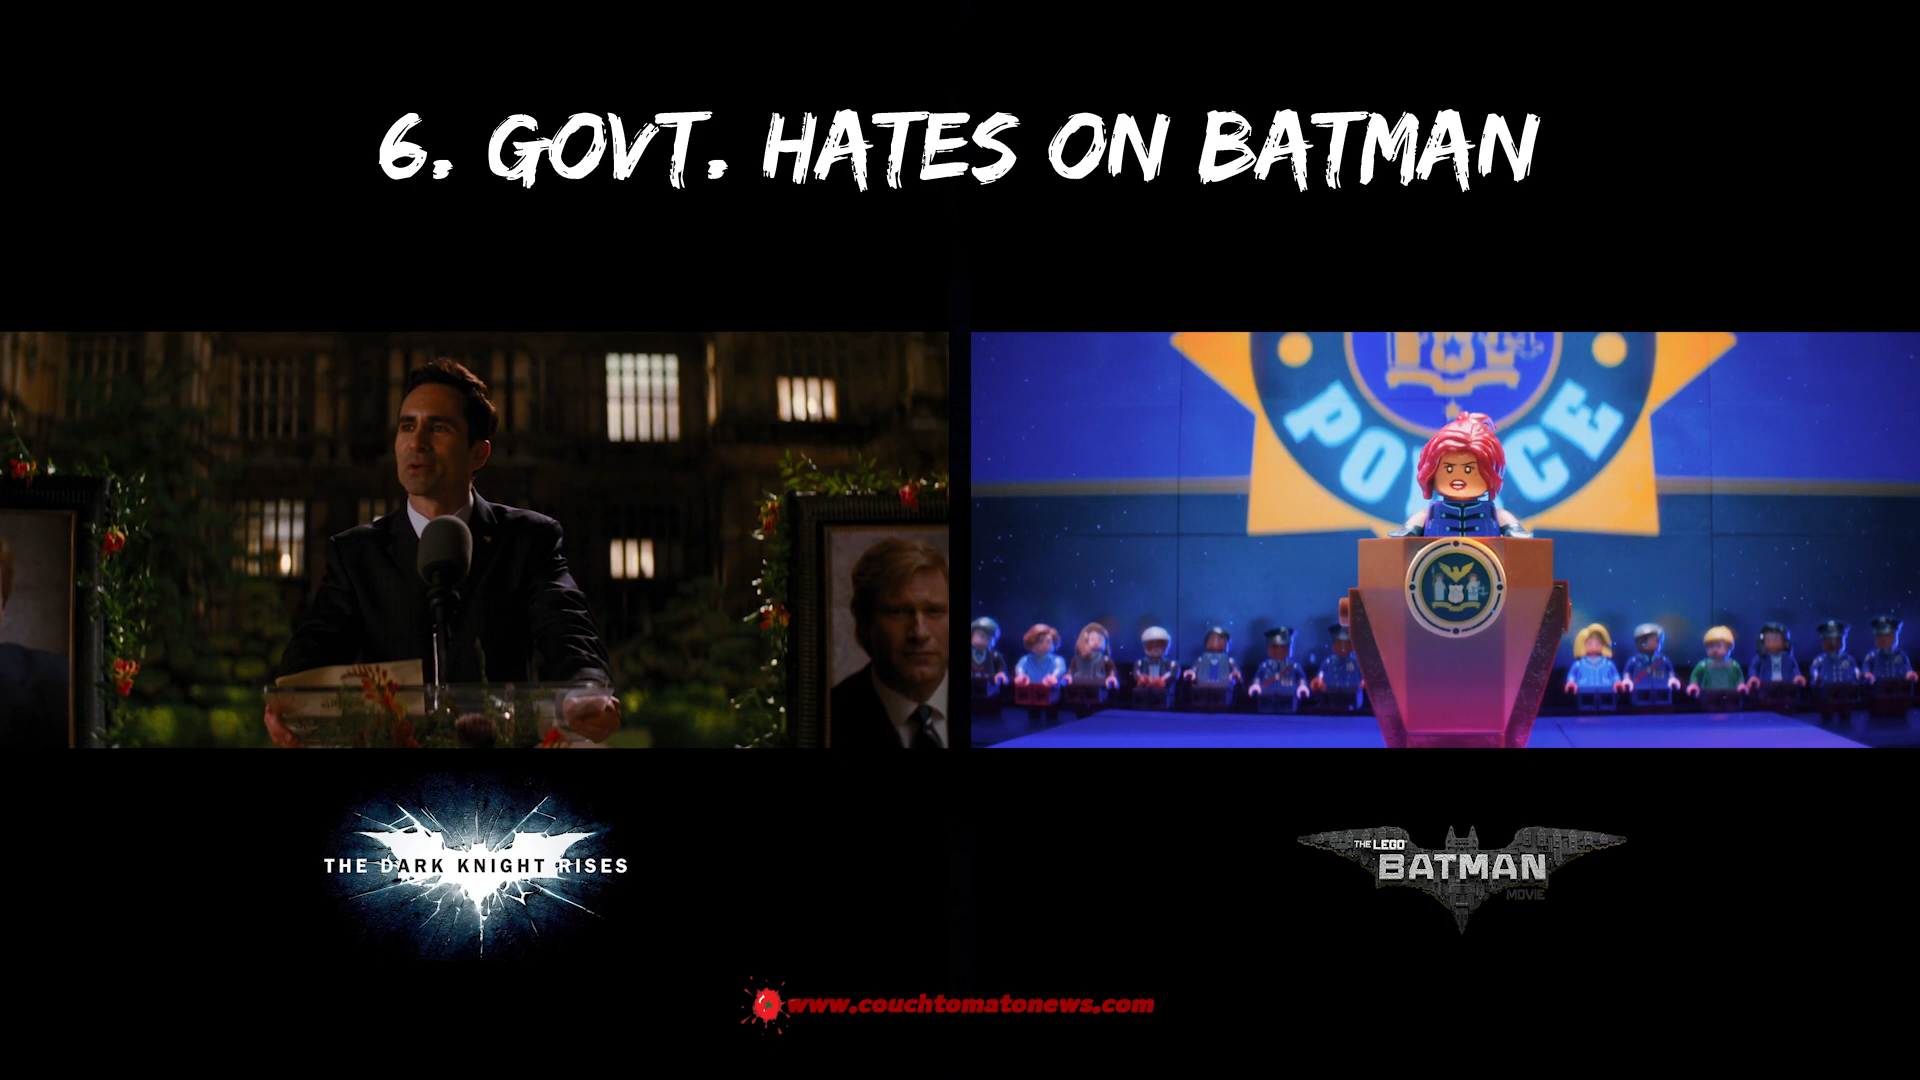 6. GOVT. HATES ON BATMAN
POLICE
THE DARK KNIGHT RISES
THE LEGO
BATMAN
MOVIE
www.couchtomatonews.com